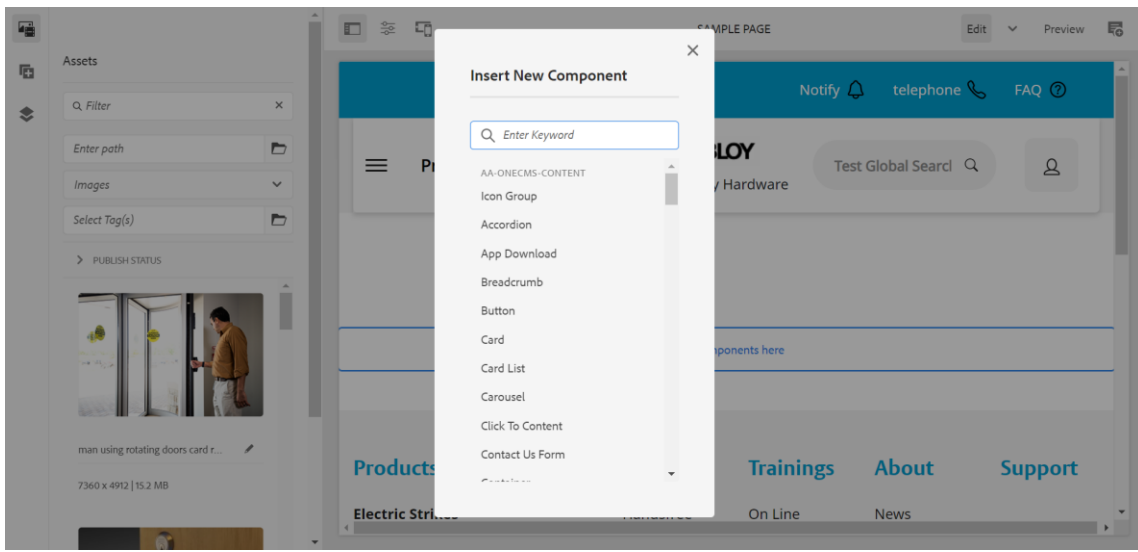 SAMPLE PAGE
Edit
Preview
Assets
Filter
Enter path
Images
Select Tag(s)
PUBLISH STATUS
man using rotating doors card r...
7360 x 4912 | 15.2 MB
Insert New Component
Enter Keyword
AA-ONECMS-CONTENT
Icon Group
Accordion
App Download
Breadcrumb
Button
Card
Card List
Carousel
Click To Content
Contact Us Form
Container
Notify telephone FAQ
LOY
Hardware
Test Global Searcl
here
Products Trainings About Support
Electric Strikes On Line News